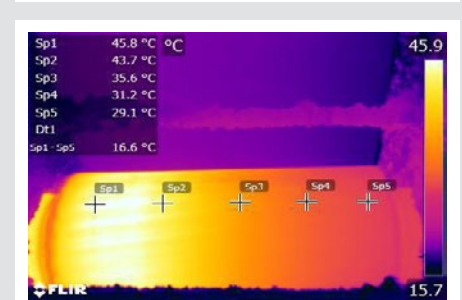 Sp1 45.8 °C °C 45.9
Sp2 43.7 °C
Sp3 35.6 °C
Sp4 31.2 °C
Sp5 29.1 °C
Dt1
Sp1 - Sp5 16.6 °C
Sp1 Sp2 Sp3 Sp4 Sp5
FLIR 15.7